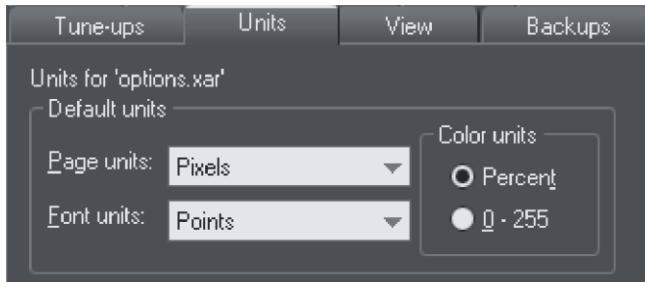 Tune-ups Units View Backups
Units for 'options.xar'
Default units
Color units
Page units: Pixels
Percent
Font units: Points
0 - 255